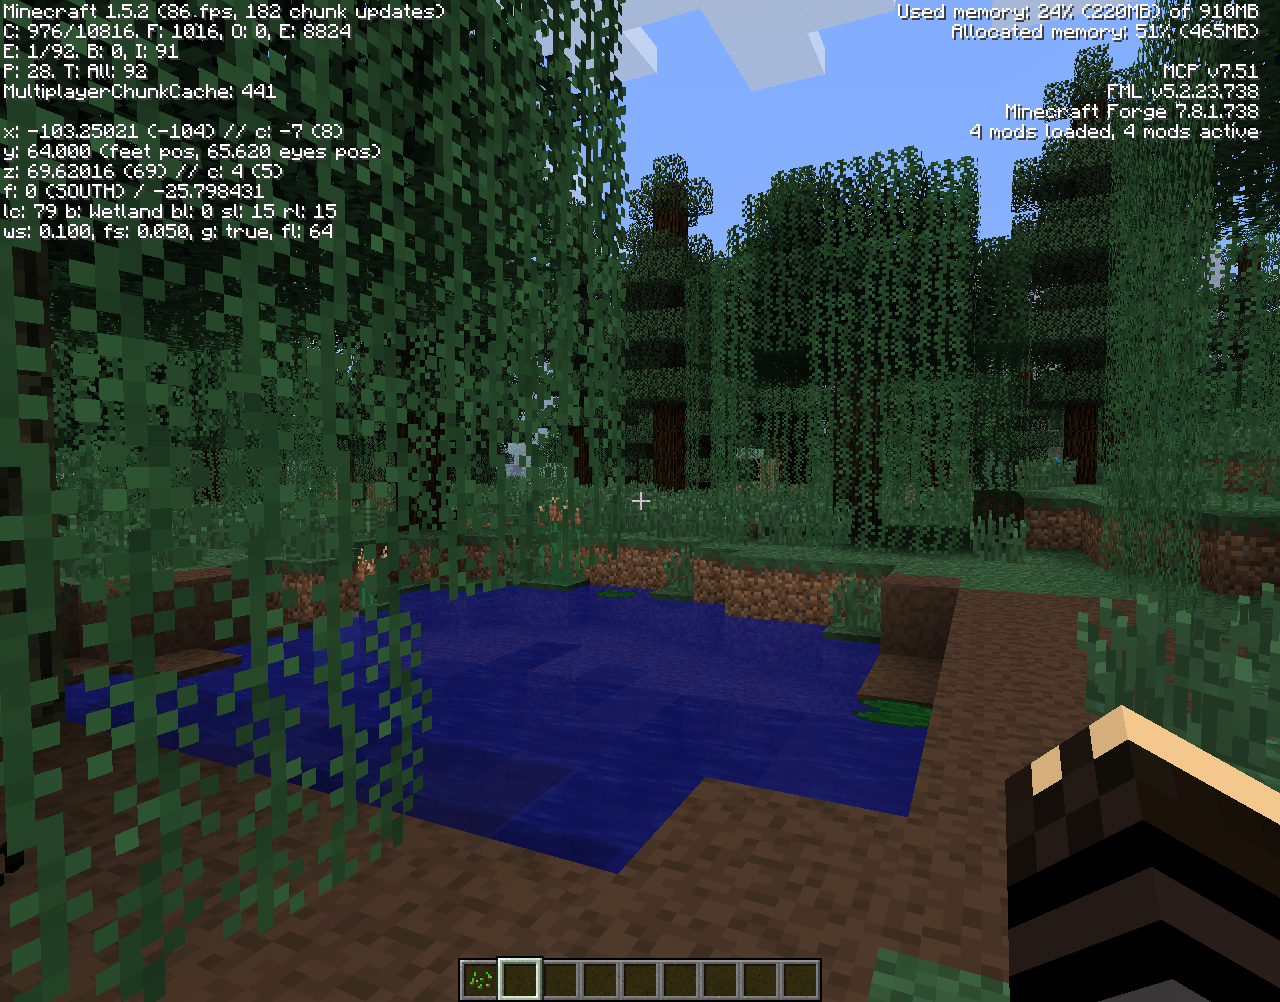 Minecraft 1.5.2 (86 fps, 182 chunk updates)
C: 976/10816. F: 1016, O: 0, E: 8824
E: 1/92. B: 0, I: 91
P: 28. T: All: 92
MultiplayerChunkCache: 441
x: -103.25021 (-104) // c: -7 (8)
y: 64.000 (feet pos, 65.620 eyes pos)
z: 69.62016 (69) // c: 4 (5)
f: 0 (SOUTH) / -25.798431
lc: 79 b: Wetland bl: 0 sl: 15 rl: 15
ws: 0.100, fs: 0.050, g: true, fl: 64
Used memory: 24% (220MB) of 910MB
Allocated memory: 51% (465MB)
MCP v7.51
FML v5.2.23.738
Minecraft Forge 7.8.1.738
4 mods loaded, 4 mods active